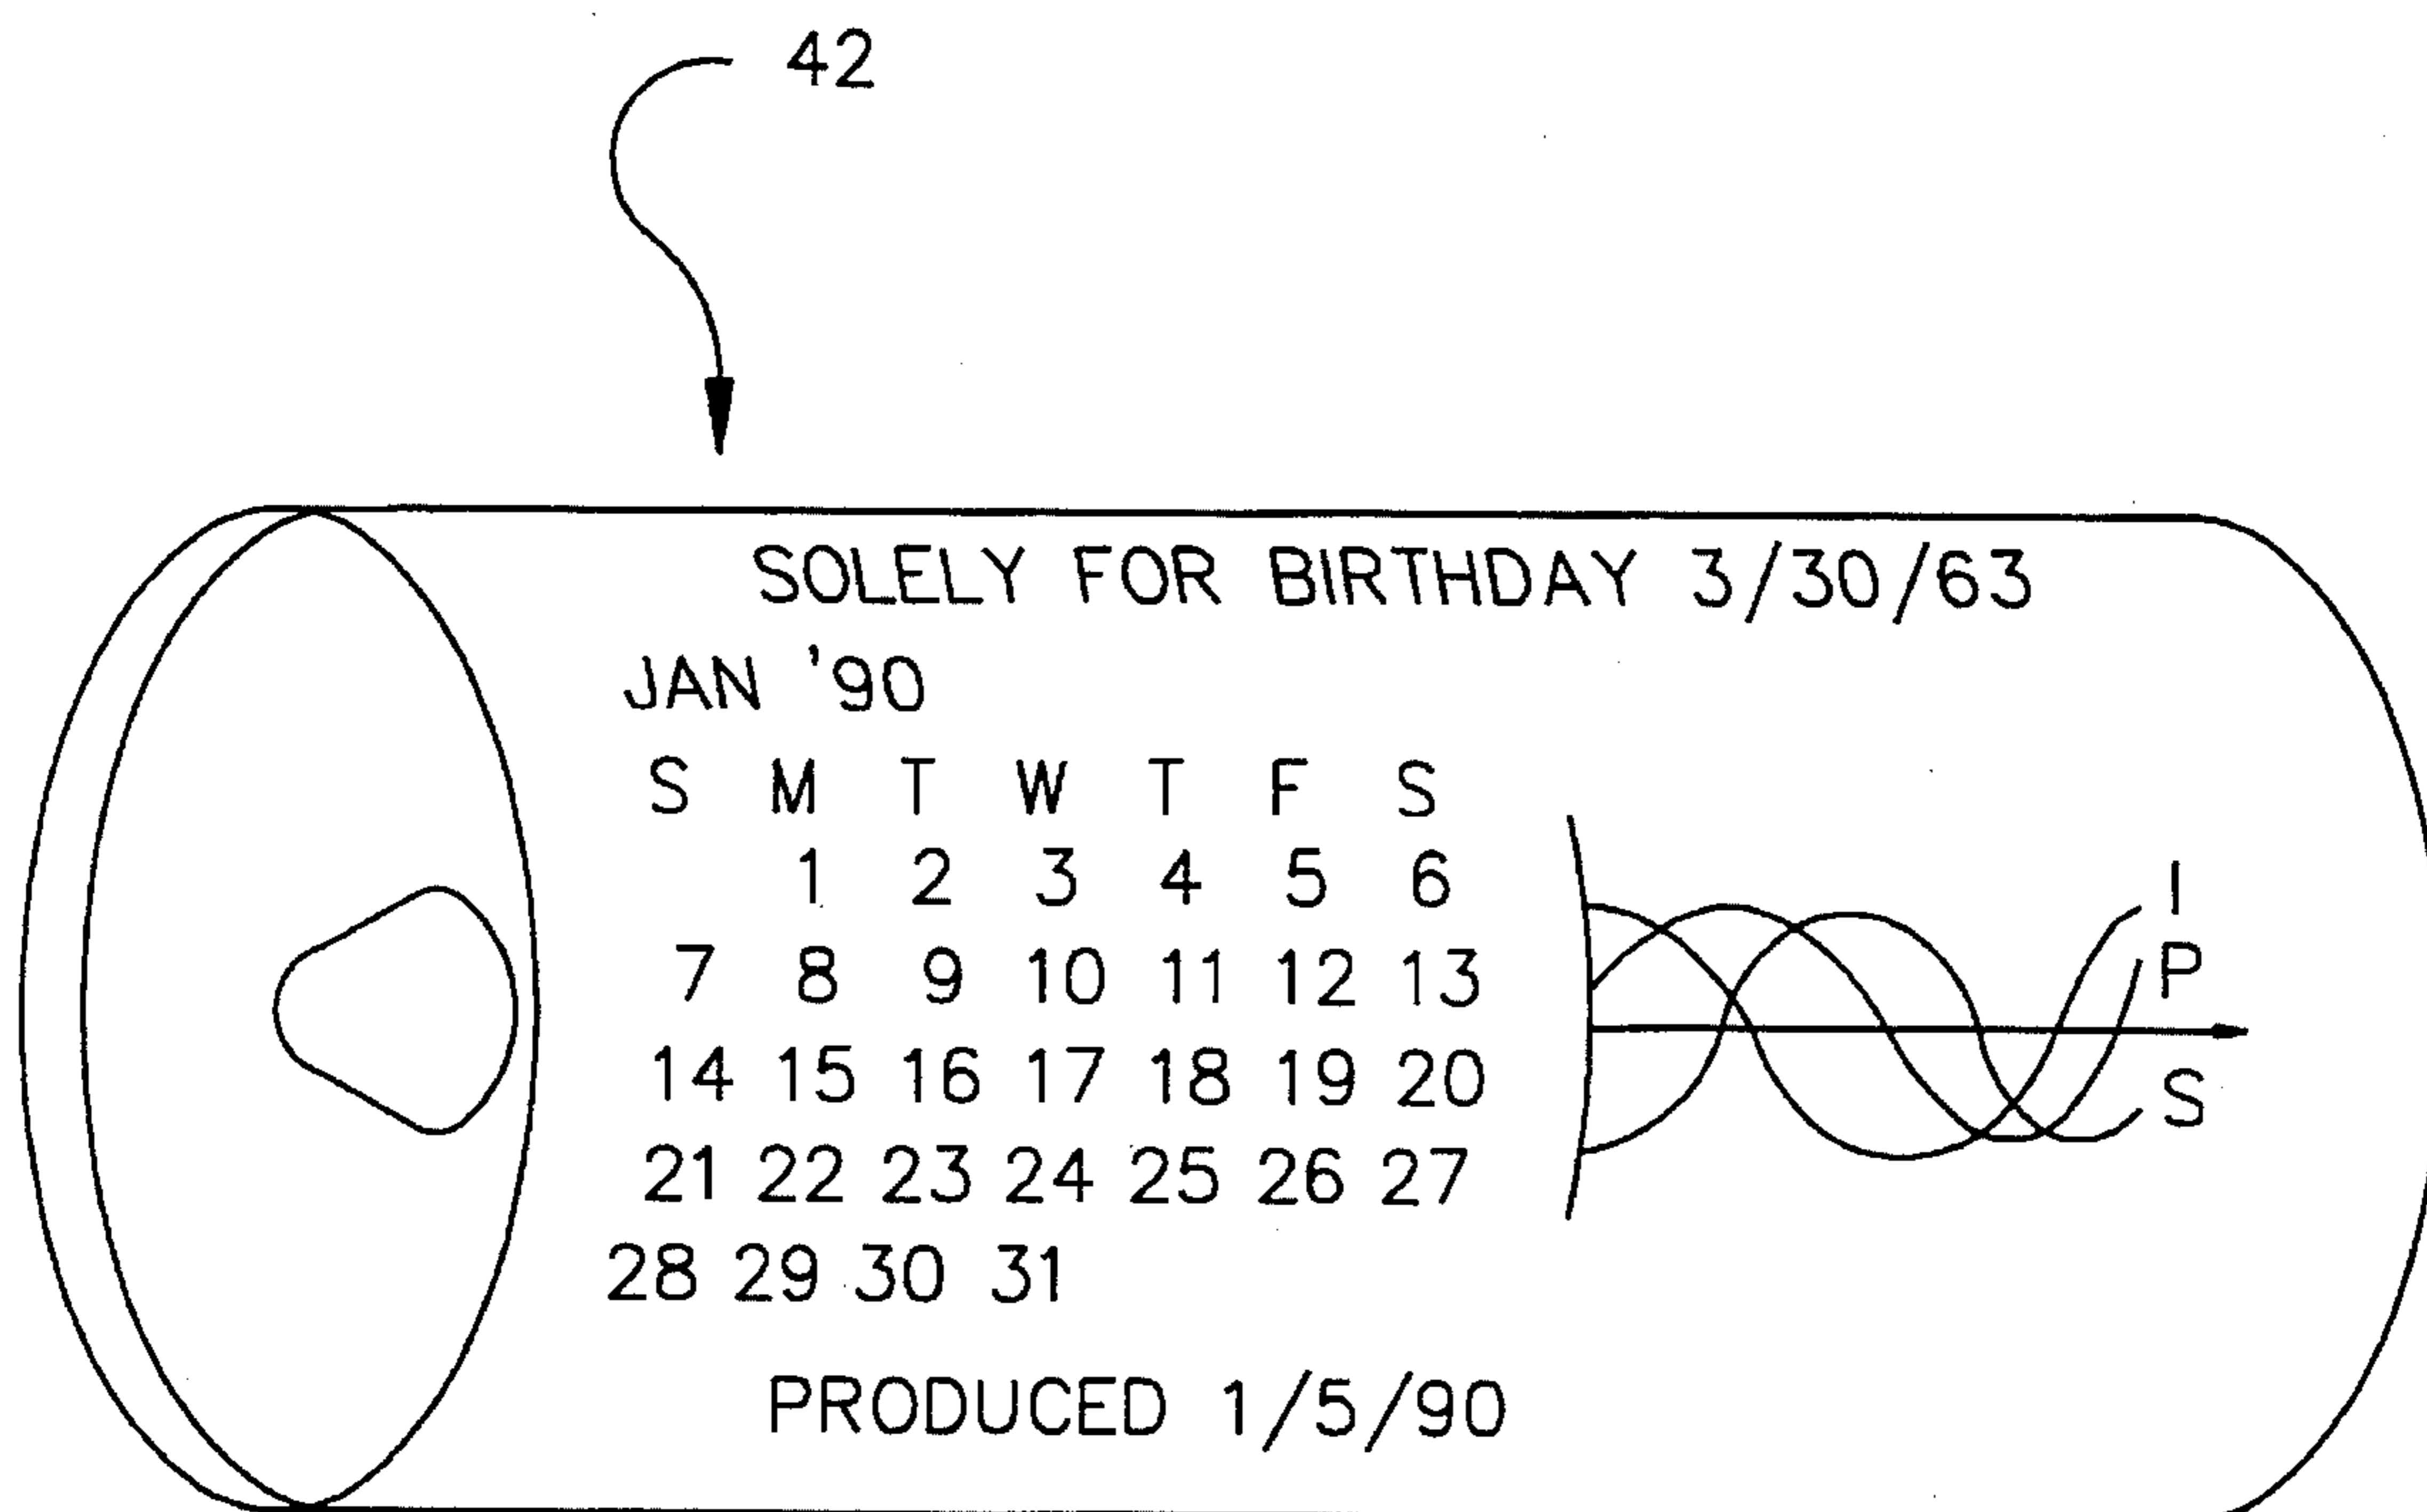 42
SOLELY FOR BIRTHDAY 3/30/63
JAN '90
S M T W T F S
1 2 3 4 5 6
7 8 9 10 11 12 13
14 15 16 17 18 19 20
21 22 23 24 25 26 27
28 29 30 31
I
P
S
PRODUCED 1/5/90